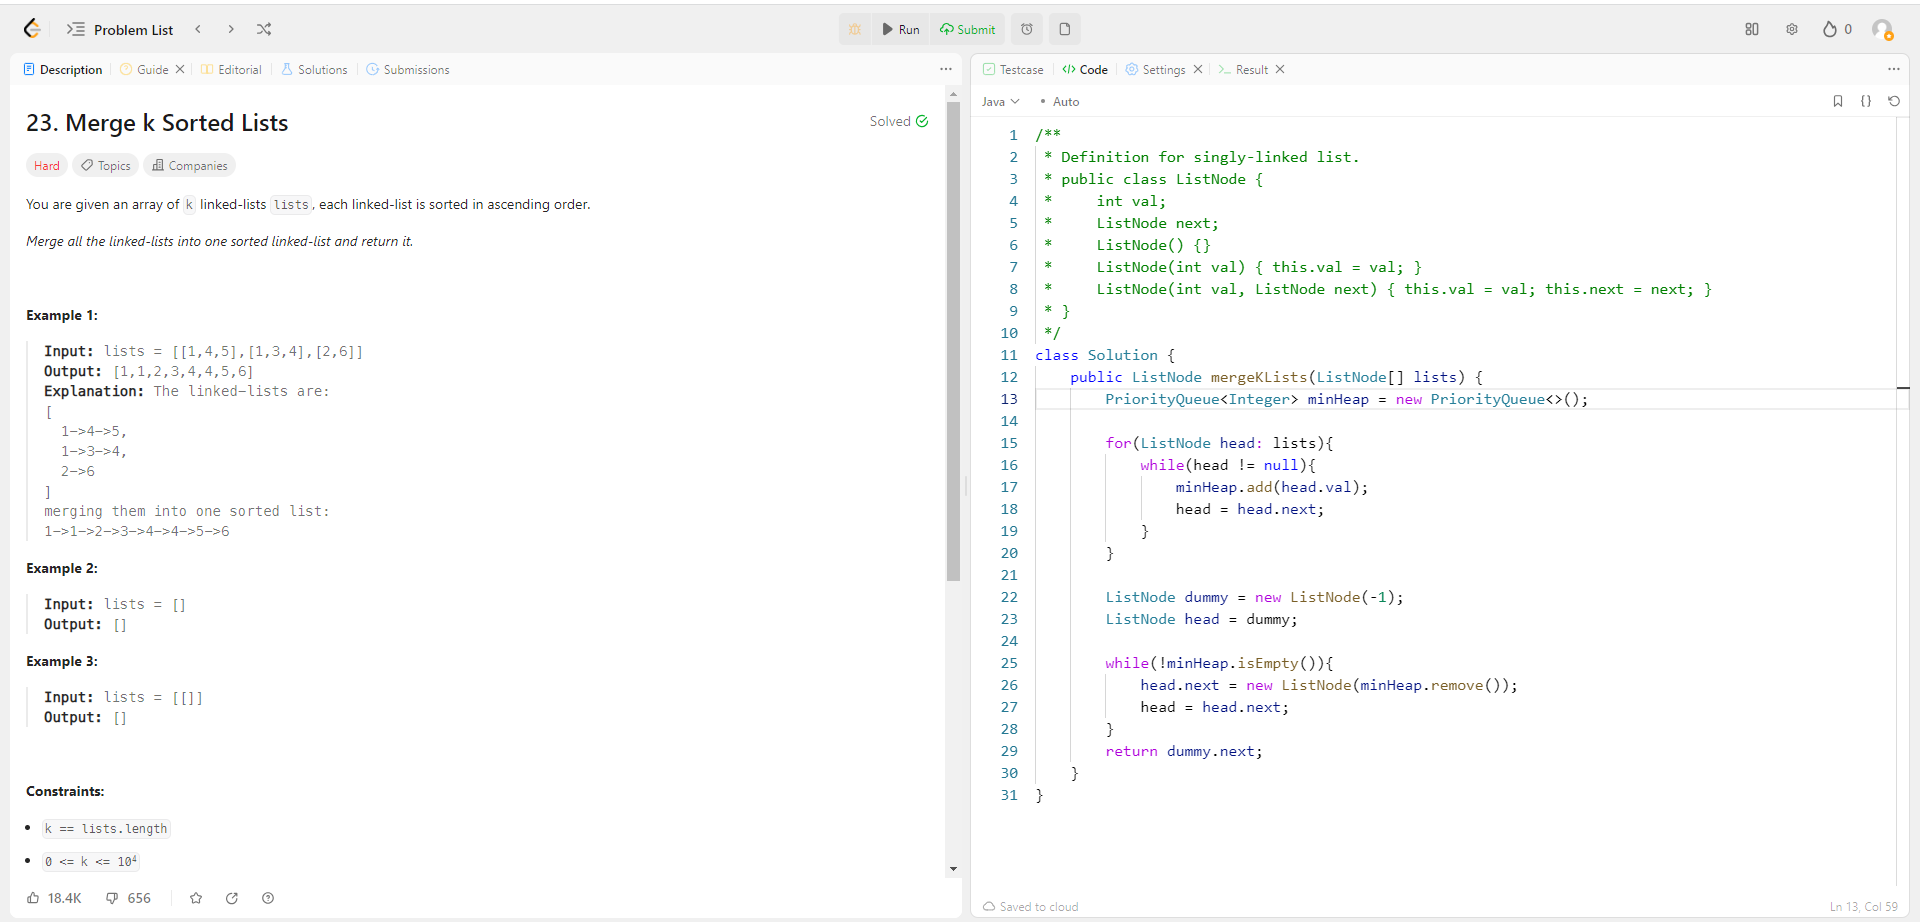 Problem List
Run
Submit
0
Description
Guide
Editorial
Solutions
Submissions
23. Merge k Sorted Lists
Solved
Hard
Topics
Companies
You are given an array of k linked-lists lists, each linked-list is sorted in ascending order.
Merge all the linked-lists into one sorted linked-list and return it.
Example 1:
Input: lists = [[1,4,5],[1,3,4],[2,6]]
Output: [1,1,2,3,4,4,5,6]
Explanation: The linked-lists are:
[
  1->4->5,
  1->3->4,
  2->6
]
merging them into one sorted list:
1->1->2->3->4->4->5->6
Example 2:
Input: lists = []
Output: []
Example 3:
Input: lists = [[]]
Output: []
Constraints:
• k == lists.length
• 0 <= k <= 10⁴
18.4K
656
Testcase
Code
Settings
Result
Java
• Auto
1 /**
2  * Definition for singly-linked list.
3  * public class ListNode {
4  *     int val;
5  *     ListNode next;
6  *     ListNode() {}
7  *     ListNode(int val) { this.val = val; }
8  *     ListNode(int val, ListNode next) { this.val = val; this.next = next; }
9  * }
10  */
11 class Solution {
12     public ListNode mergeKLists(ListNode[] lists) {
13         PriorityQueue<Integer> minHeap = new PriorityQueue<>();
14
15         for(ListNode head: lists){
16             while(head != null){
17                 minHeap.add(head.val);
18                 head = head.next;
19             }
20         }
21
22         ListNode dummy = new ListNode(-1);
23         ListNode head = dummy;
24
25         while(!minHeap.isEmpty()){
26             head.next = new ListNode(minHeap.remove());
27             head = head.next;
28         }
29         return dummy.next;
30     }
31 }
Saved to cloud
Ln 13, Col 59